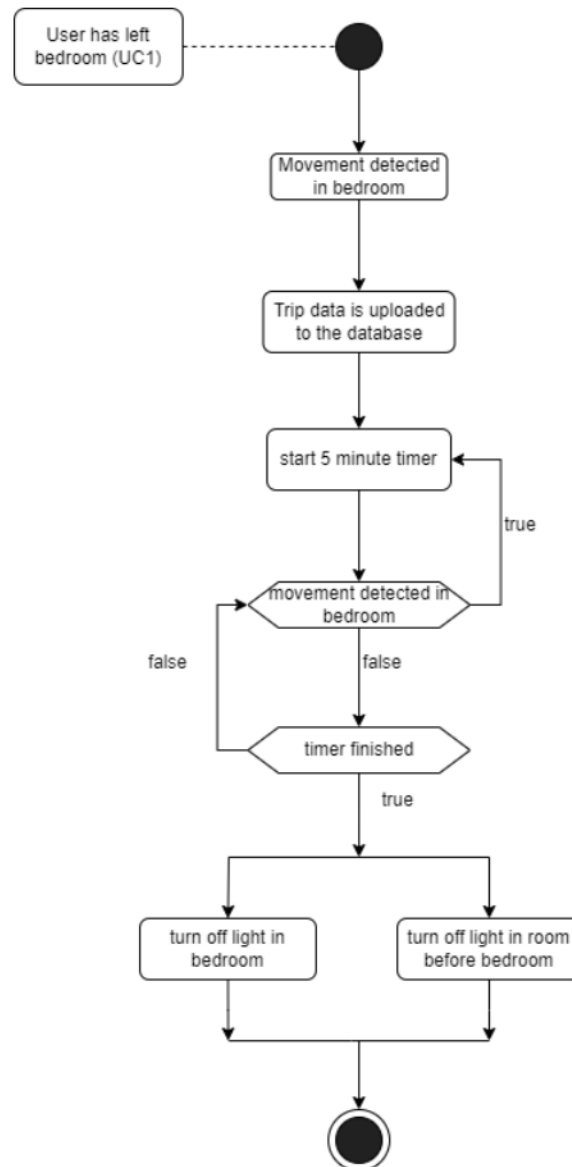 User has left
bedroom (UC1)
Movement detected
in bedroom
Trip data is uploaded
to the database
start 5 minute timer
true
movement detected in
bedroom
false
false
timer finished
true
turn off light in
bedroom
turn off light in room
before bedroom